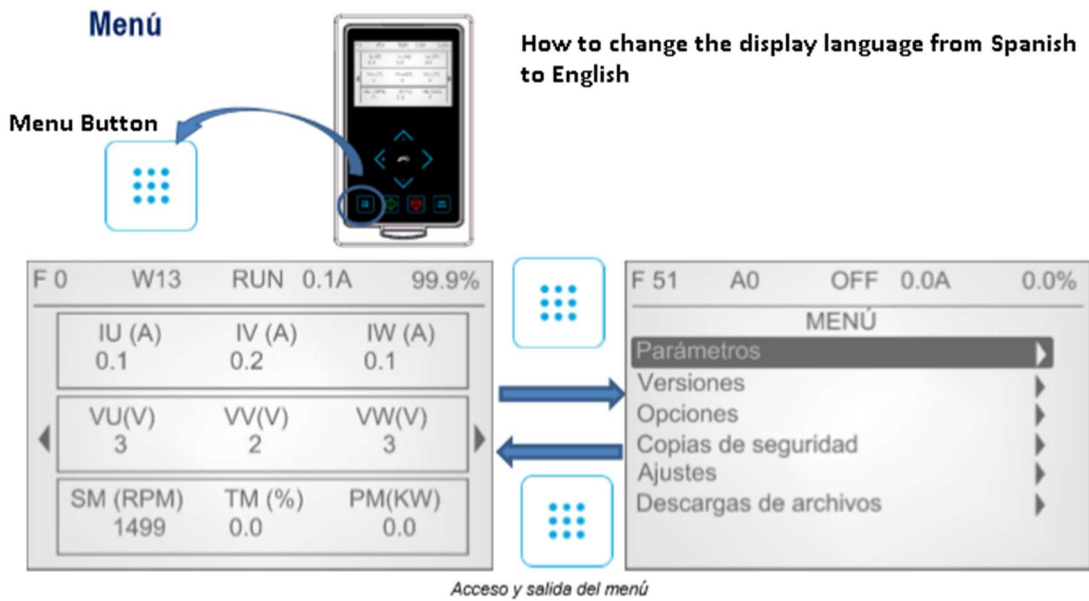 Menú
How to change the display language from Spanish
to English
Menu Button
F 0 W13 RUN 0.1A 99.9%
IU (A) IV (A) IW (A)
0.1 0.2 0.1
VU(V) VV(V) VW(V)
3 2 3
SM (RPM) TM (%) PM(KW)
1499 0.0 0.0
F 51 A0 OFF 0.0A 0.0%
MENÚ
Parámetros
Versiones
Opciones
Copias de seguridad
Ajustes
Descargas de archivos
Acceso y salida del menú